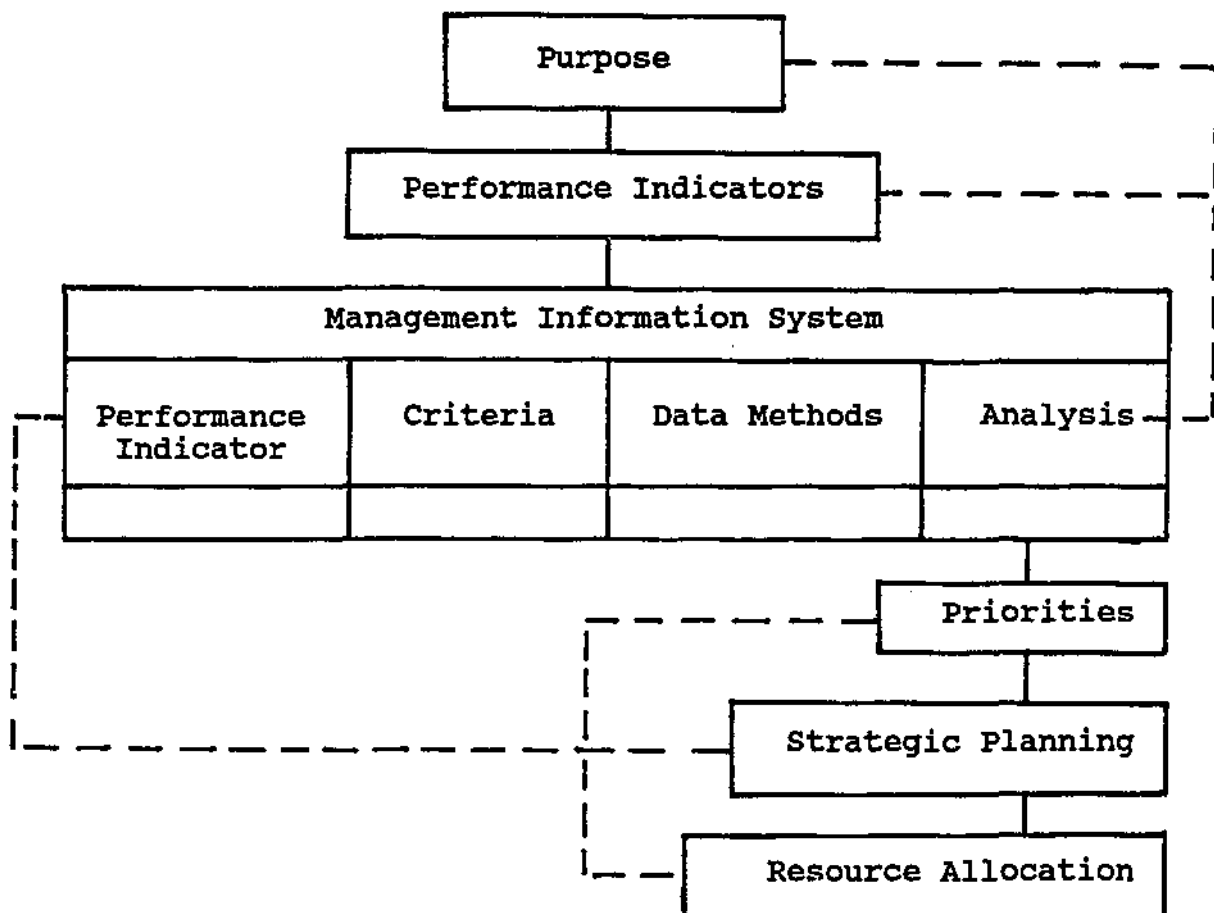 Purpose
Performance Indicators
Management Information System
Performance
Indicator
Criteria
Data Methods
Analysis
Priorities
Strategic Planning
Resource Allocation